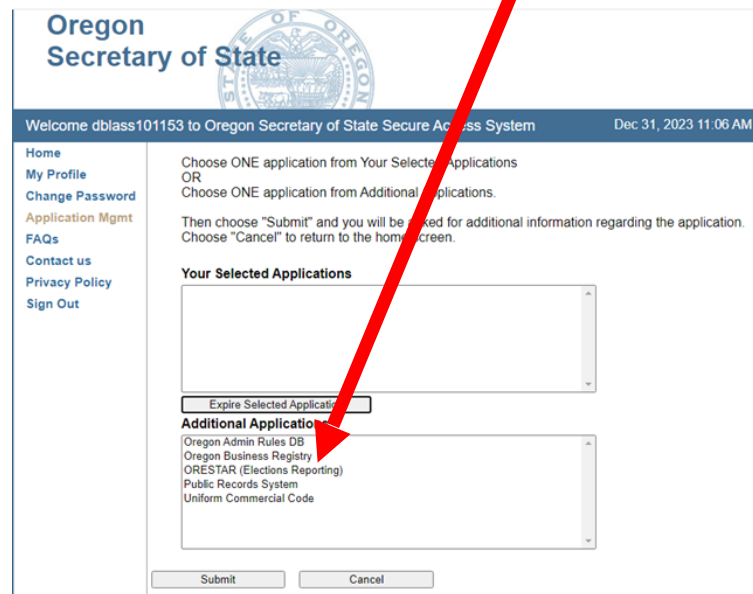 Oregon
Secretary of State
STATE OF OREGON
Welcome dblass101153 to Oregon Secretary of State Secure Access System Dec 31, 2023 11:06 AM
Home
My Profile
Change Password
Application Mgmt
FAQs
Contact us
Privacy Policy
Sign Out
Choose ONE application from Your Selected Applications
OR
Choose ONE application from Additional Applications.
Then choose "Submit" and you will be asked for additional information regarding the application.
Choose "Cancel" to return to the home screen.
Your Selected Applications
Expire Selected Application
Additional Applications
Oregon Admin Rules DB
Oregon Business Registry
ORESTAR (Elections Reporting)
Public Records System
Uniform Commercial Code
Submit Cancel